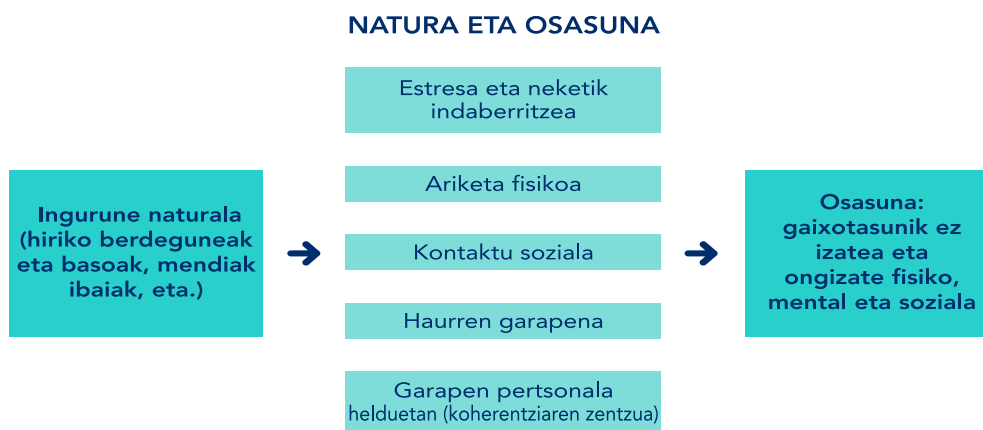 NATURA ETA OSASUNA
Ingurune naturala
(hiriko berdeguneak
eta basoak, mendiak
ibaiak, eta.)
Estresa eta neketik
indaberritzea
Ariketa fisikoa
Kontaktu soziala
Haurren garapena
Garapen pertsonala
helduetan (koherentziaren zentzua)
Osasuna:
gaixotasunik ez
izatea eta
ongizate fisiko,
mental eta soziala